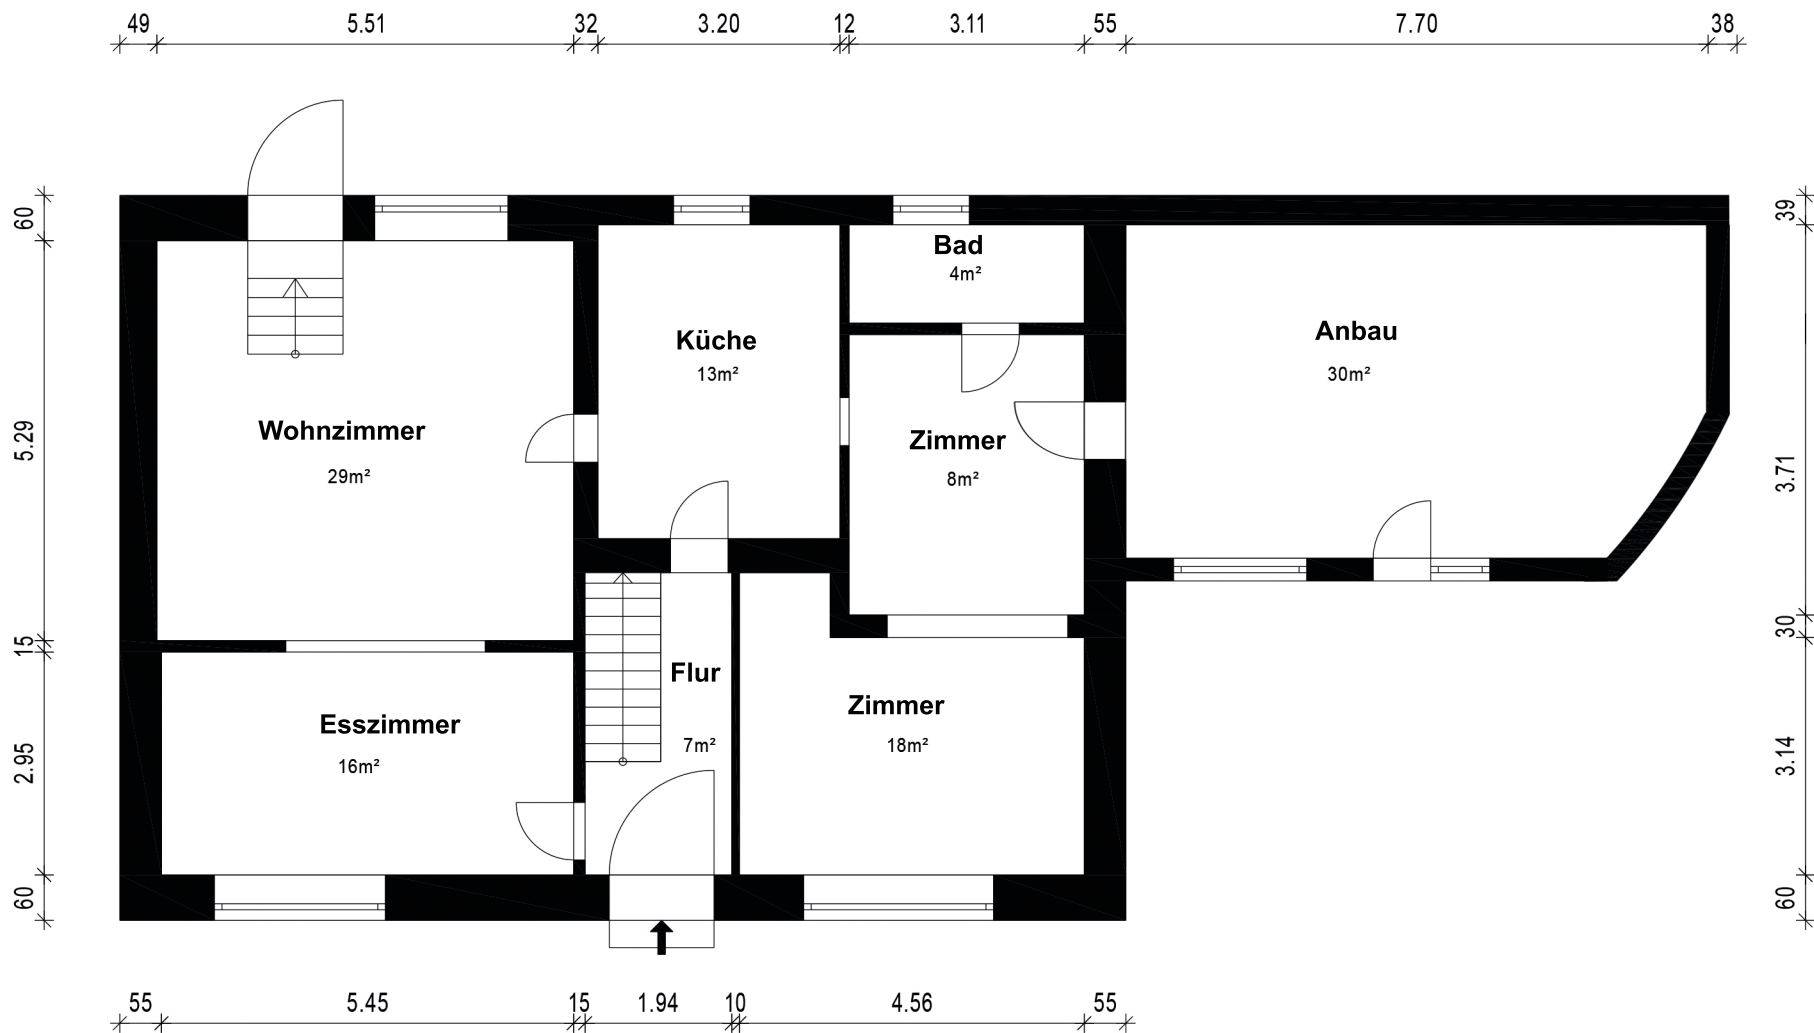 49 5.51 32 3.20 12 3.11 55 7.70 38
60
39
Bad
4m²
Anbau
30m²
Küche
13m²
Wohnzimmer
29m²
Zimmer
8m²
5.29
3.71
15
30
Flur
7m²
Zimmer
18m²
Esszimmer
16m²
2.95
3.14
60
60
55 5.45 15 1.94 10 4.56 55